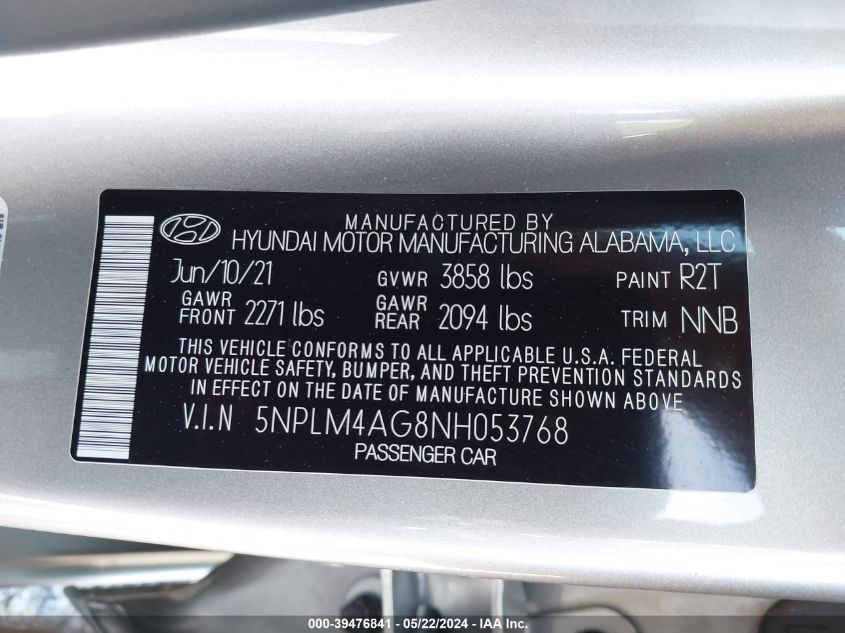 MANUFACTURED BY
HYUNDAI MOTOR MANUFACTURING ALABAMA, LLC
Jun/10/21 GVWR 3858 lbs PAINT R2T
GAWR FRONT 2271 lbs GAWR REAR 2094 lbs TRIM NNB
THIS VEHICLE CONFORMS TO ALL APPLICABLE U.S.A. FEDERAL
MOTOR VEHICLE SAFETY, BUMPER, AND THEFT PREVENTION STANDARDS
IN EFFECT ON THE DATE OF MANUFACTURE SHOWN ABOVE
V.I.N 5NPLM4AG8NH053768
PASSENGER CAR
000-39476841 - 05/22/2024 - IAAI.COM